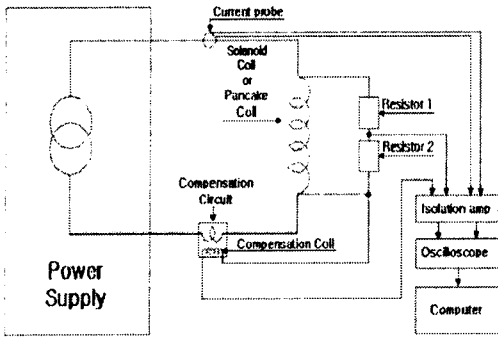 Current probe
Solenoid
Coil
or
Pancake
Coil
Resistor 1
Resistor 2
Compensation
Circuit
Compensation Coil
Isolation amp
Oscilloscope
Computer
Power
Supply